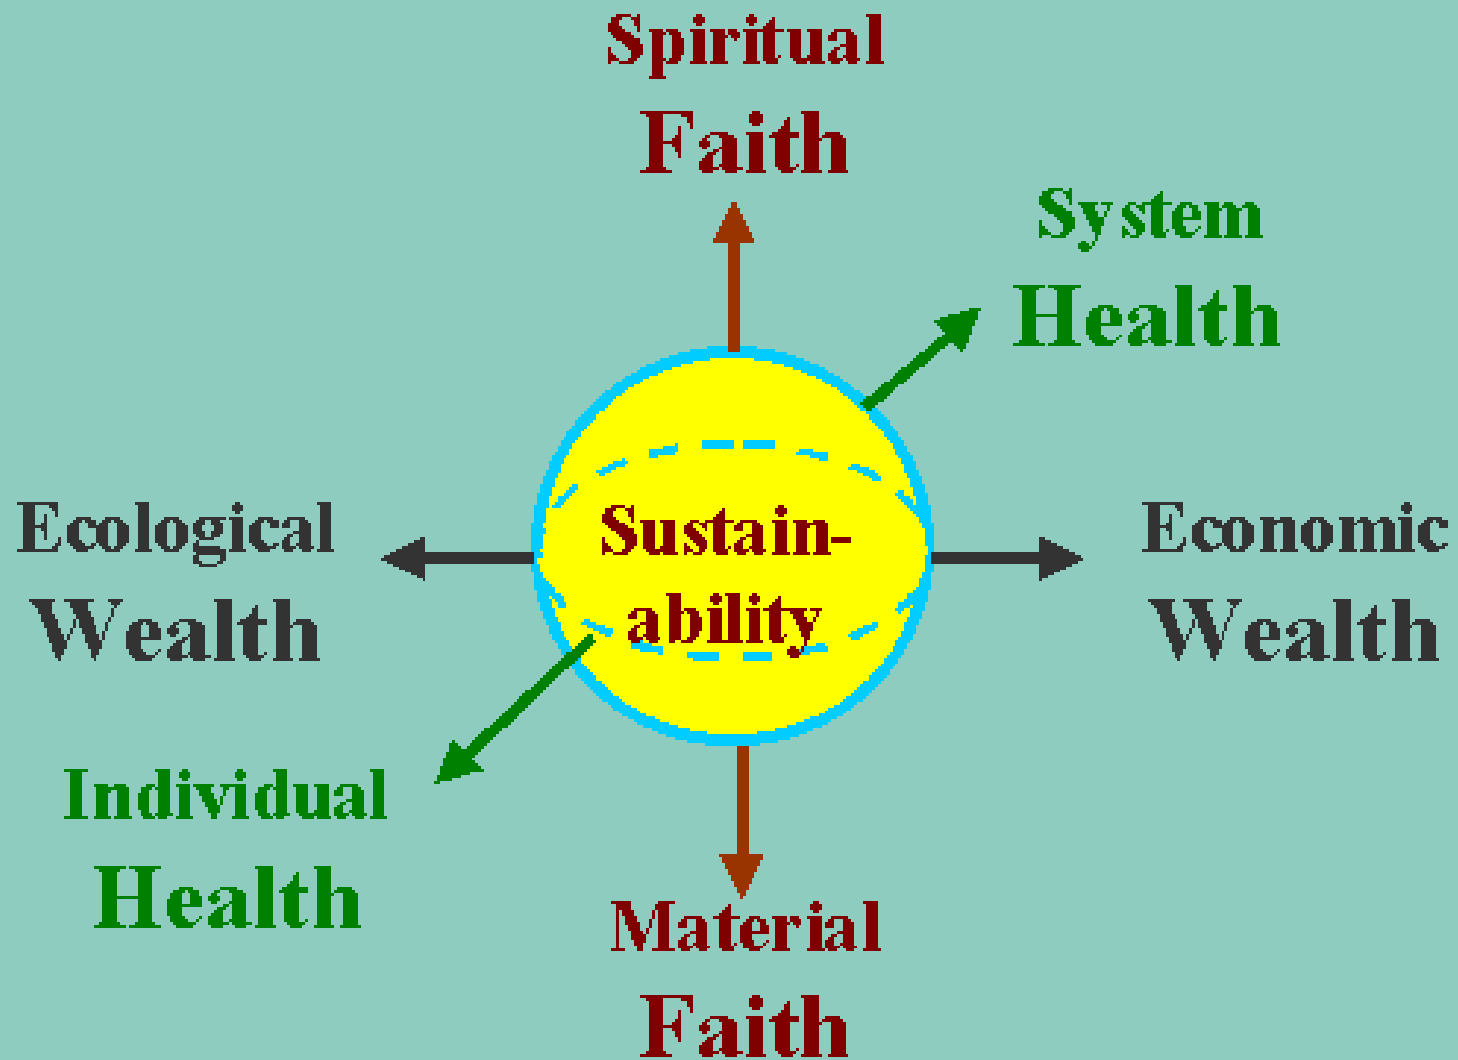 Spiritual
Faith
System
Health
Ecological
Wealth
Sustain-
ability
Economic
Wealth
Individual
Health
Material
Faith